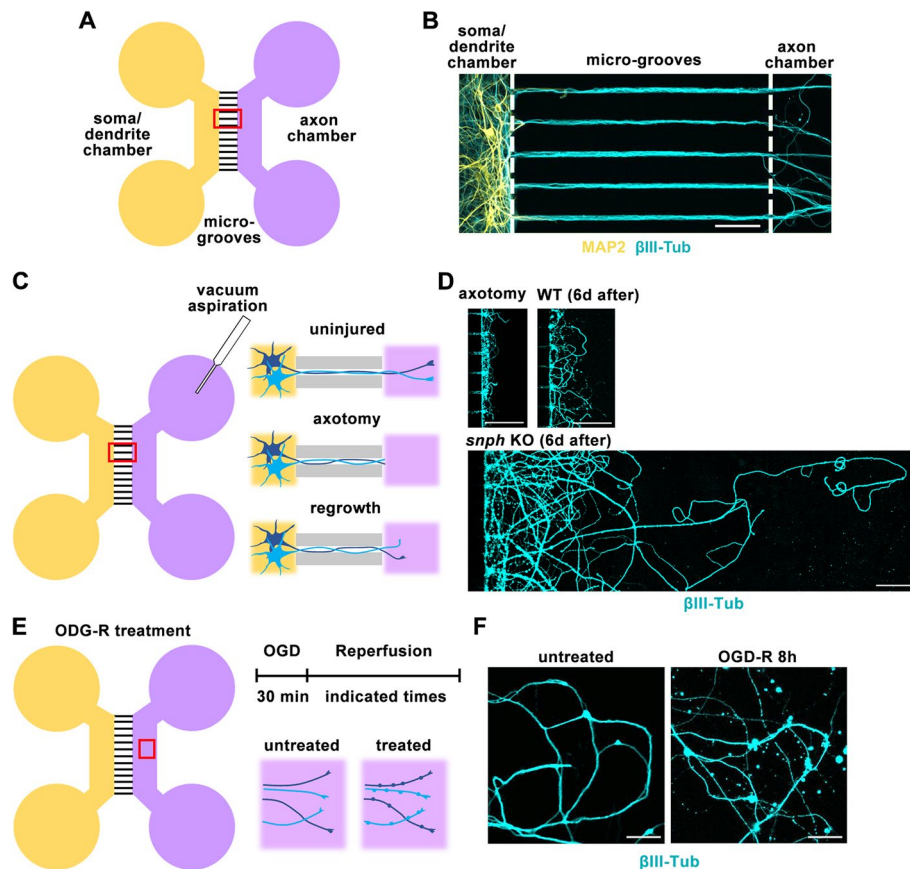 A
soma/
dendrite
chamber
axon
chamber
micro-
grooves
B
soma/
dendrite
chamber
micro-grooves
axon
chamber
MAP2 βIII-Tub
C
vacuum
aspiration
uninjured
axotomy
regrowth
D
axotomy WT (6d after)
snph KO (6d after)
βIII-Tub
E
ODG-R treatment
OGD Reperfusion
30 min indicated times
untreated treated
F
untreated OGD-R 8h
βIII-Tub